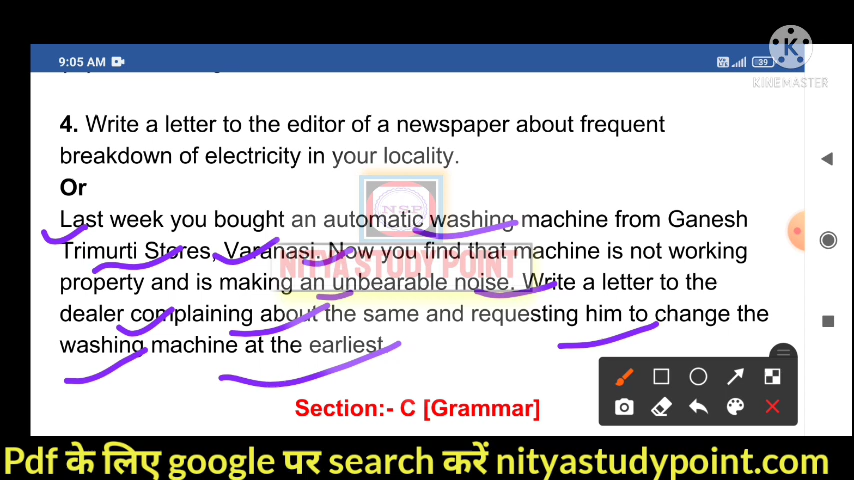 9:05 AM
39
K
KINEMASTER
4. Write a letter to the editor of a newspaper about frequent
breakdown of electricity in your locality.
Or
NSP
Last week you bought an automatic washing machine from Ganesh
Trimurti Stores, Varanasi. Now you find that machine is not working
NITYA STUDY POINT
property and is making an unbearable noise. Write a letter to the
dealer complaining about the same and requesting him to change the
washing machine at the earliest.
Section:- C [Grammar]
Pdf के लिए google पर search करें nityastudypoint.com